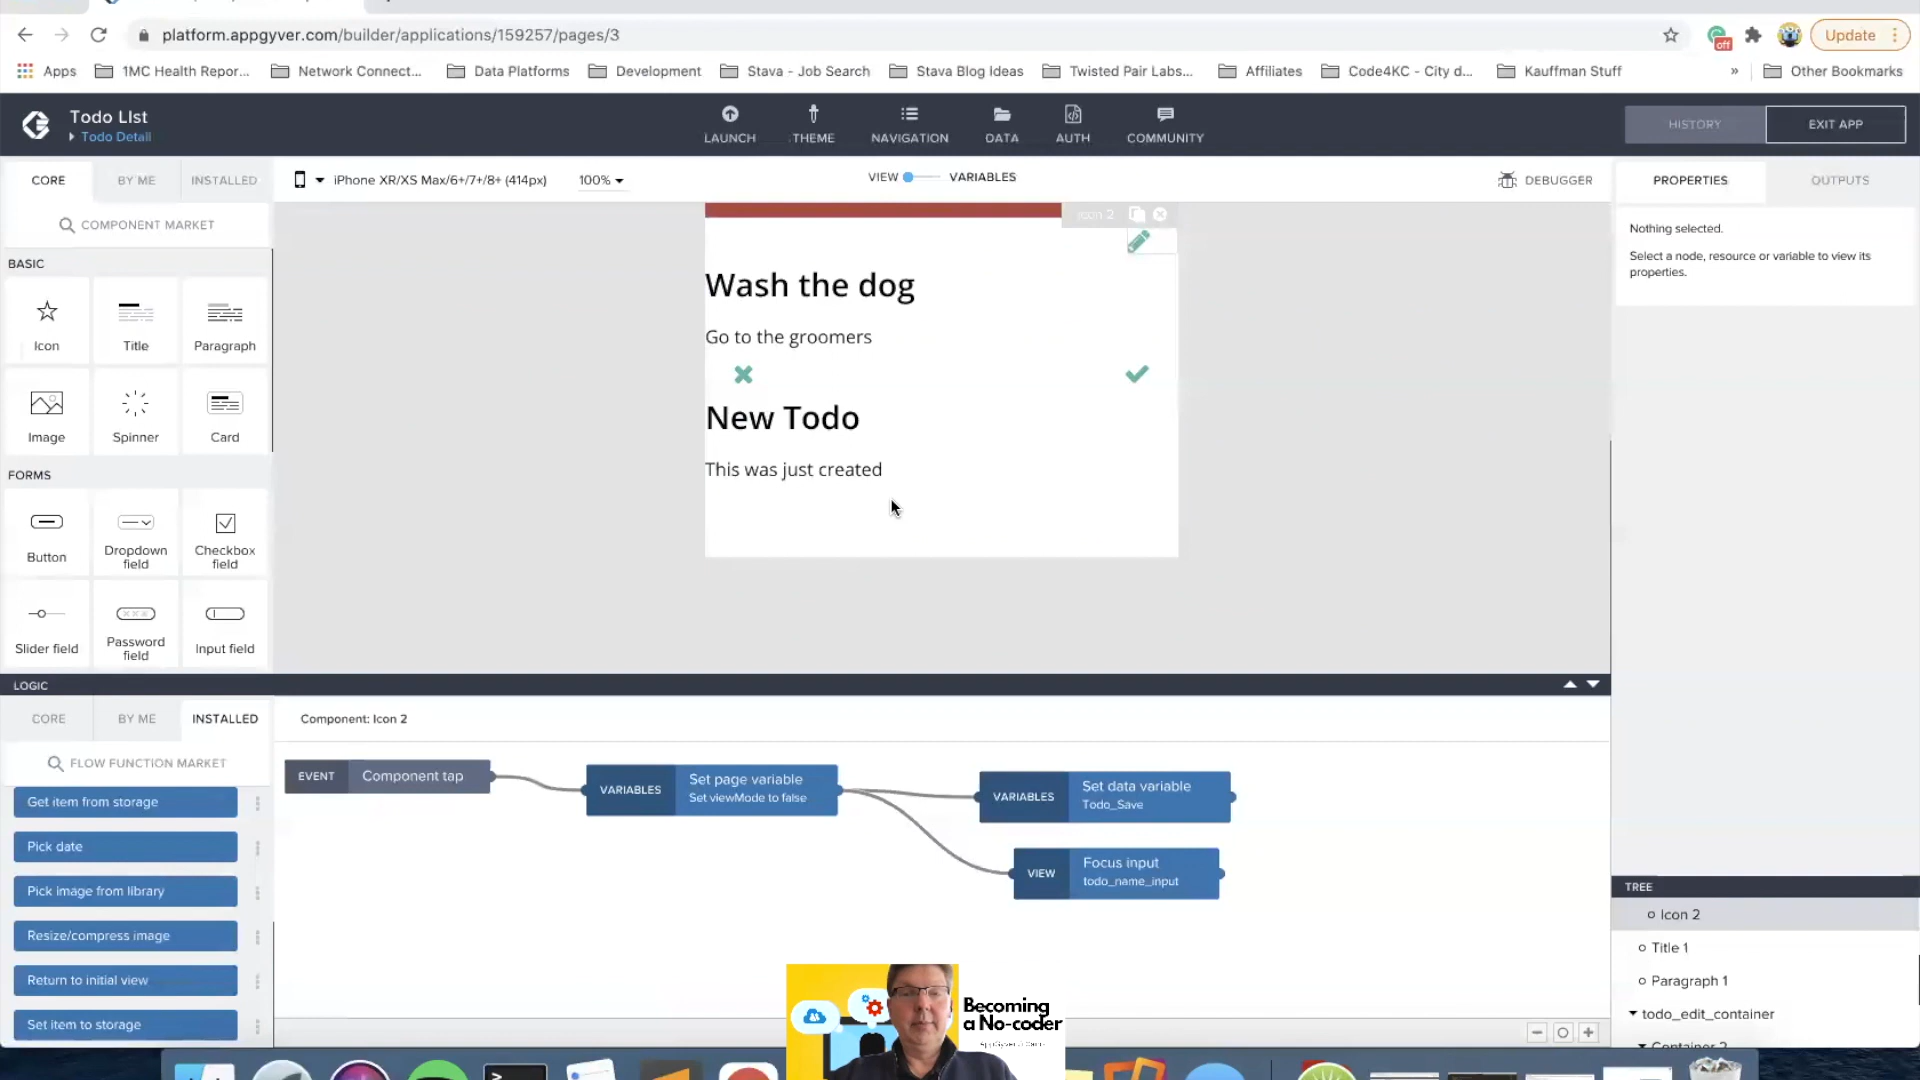 platform.appgyver.com/builder/applications/159257/pages/3
off
Update
Apps
1MC Health Repor...
Network Connect...
Data Platforms
Development
Stava - Job Search
Stava Blog Ideas
Twisted Pair Labs...
Affiliates
Code4KC - City d...
Kauffman Stuff
»
Other Bookmarks
Todo LIst
Todo Detail
LAUNCH
THEME
NAVIGATION
DATA
AUTH
COMMUNITY
HISTORY
EXIT APP
CORE
BY ME
INSTALLED
iPhone XR/XS Max/6+/7+/8+ (414px)
100%
VIEW
VARIABLES
DEBUGGER
PROPERTIES
OUTPUTS
COMPONENT MARKET
Nothing selected.
Select a node, resource or variable to view its
properties.
BASIC
Icon
Title
Paragraph
Image
Spinner
Card
FORMS
Button
Dropdown
field
Checkbox
field
Slider field
Password
field
Input field
Icon 2
Wash the dog
Go to the groomers
New Todo
This was just created
LOGIC
CORE
BY ME
INSTALLED
Component: Icon 2
FLOW FUNCTION MARKET
Get item from storage
Pick date
Pick image from library
Resize/compress image
Return to initial view
Set item to storage
EVENT
Component tap
VARIABLES
Set page variable
Set viewMode to false
VARIABLES
Set data variable
Todo_Save
VIEW
Focus input
todo_name_input
TREE
Icon 2
Title 1
Paragraph 1
todo_edit_container
Container 2
Becoming
a No-coder